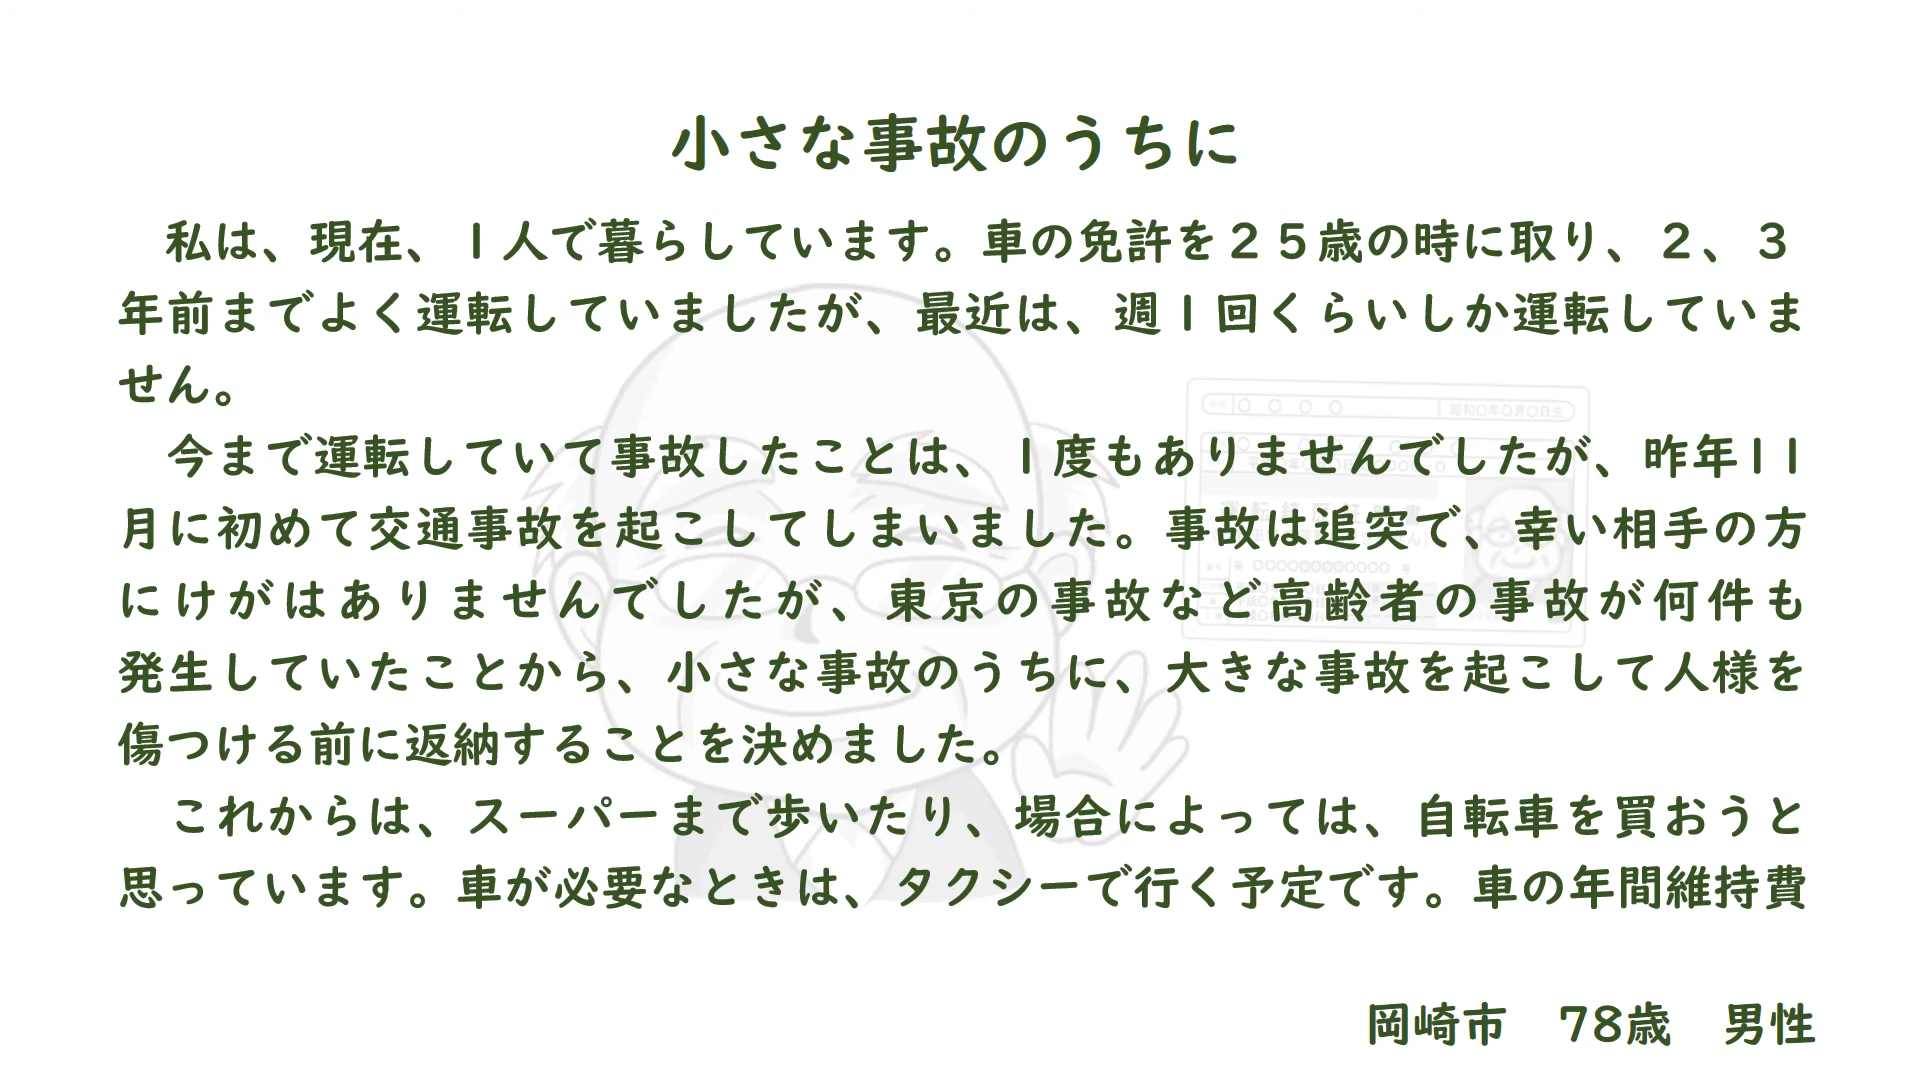 小さな事故のうちに
私は、現在、１人で暮らしています。車の免許を２５歳の時に取り、２、３
年前までよく運転していましたが、最近は、週１回くらいしか運転していま
せん。
今まで運転していて事故したことは、１度もありませんでしたが、昨年11
月に初めて交通事故を起こしてしまいました。事故は追突で、幸い相手の方
にけがはありませんでしたが、東京の事故など高齢者の事故が何件も
発生していたことから、小さな事故のうちに、大きな事故を起こして人様を
傷つける前に返納することを決めました。
これからは、スーパーまで歩いたり、場合によっては、自転車を買おうと
思っています。車が必要なときは、タクシーで行く予定です。車の年間維持費
岡崎市　78歳　男性